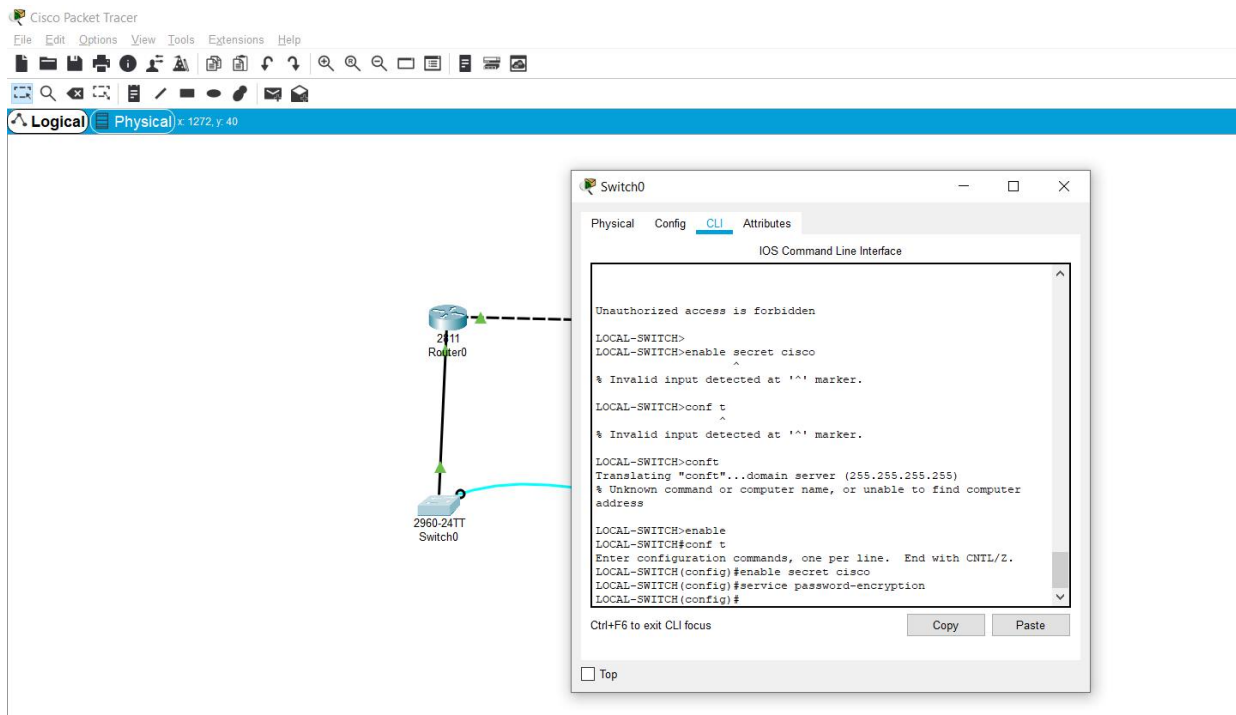 Cisco Packet Tracer
File Edit Options View Tools Extensions Help
Logical Physical x: 1272, y: 40
Switch0
Physical Config CLI Attributes
IOS Command Line Interface
Unauthorized access is forbidden
LOCAL-SWITCH>
LOCAL-SWITCH>enable secret cisco
^
% Invalid input detected at '^' marker.
LOCAL-SWITCH>conf t
^
% Invalid input detected at '^' marker.
LOCAL-SWITCH>conft
Translating "conft"...domain server (255.255.255.255)
% Unknown command or computer name, or unable to find computer
address
LOCAL-SWITCH>enable
LOCAL-SWITCH#conf t
Enter configuration commands, one per line. End with CNTL/Z.
LOCAL-SWITCH(config)#enable secret cisco
LOCAL-SWITCH(config)#service password-encryption
LOCAL-SWITCH(config)#
Ctrl+F6 to exit CLI focus Copy Paste
Top
2811
Router0
2960-24TT
Switch0